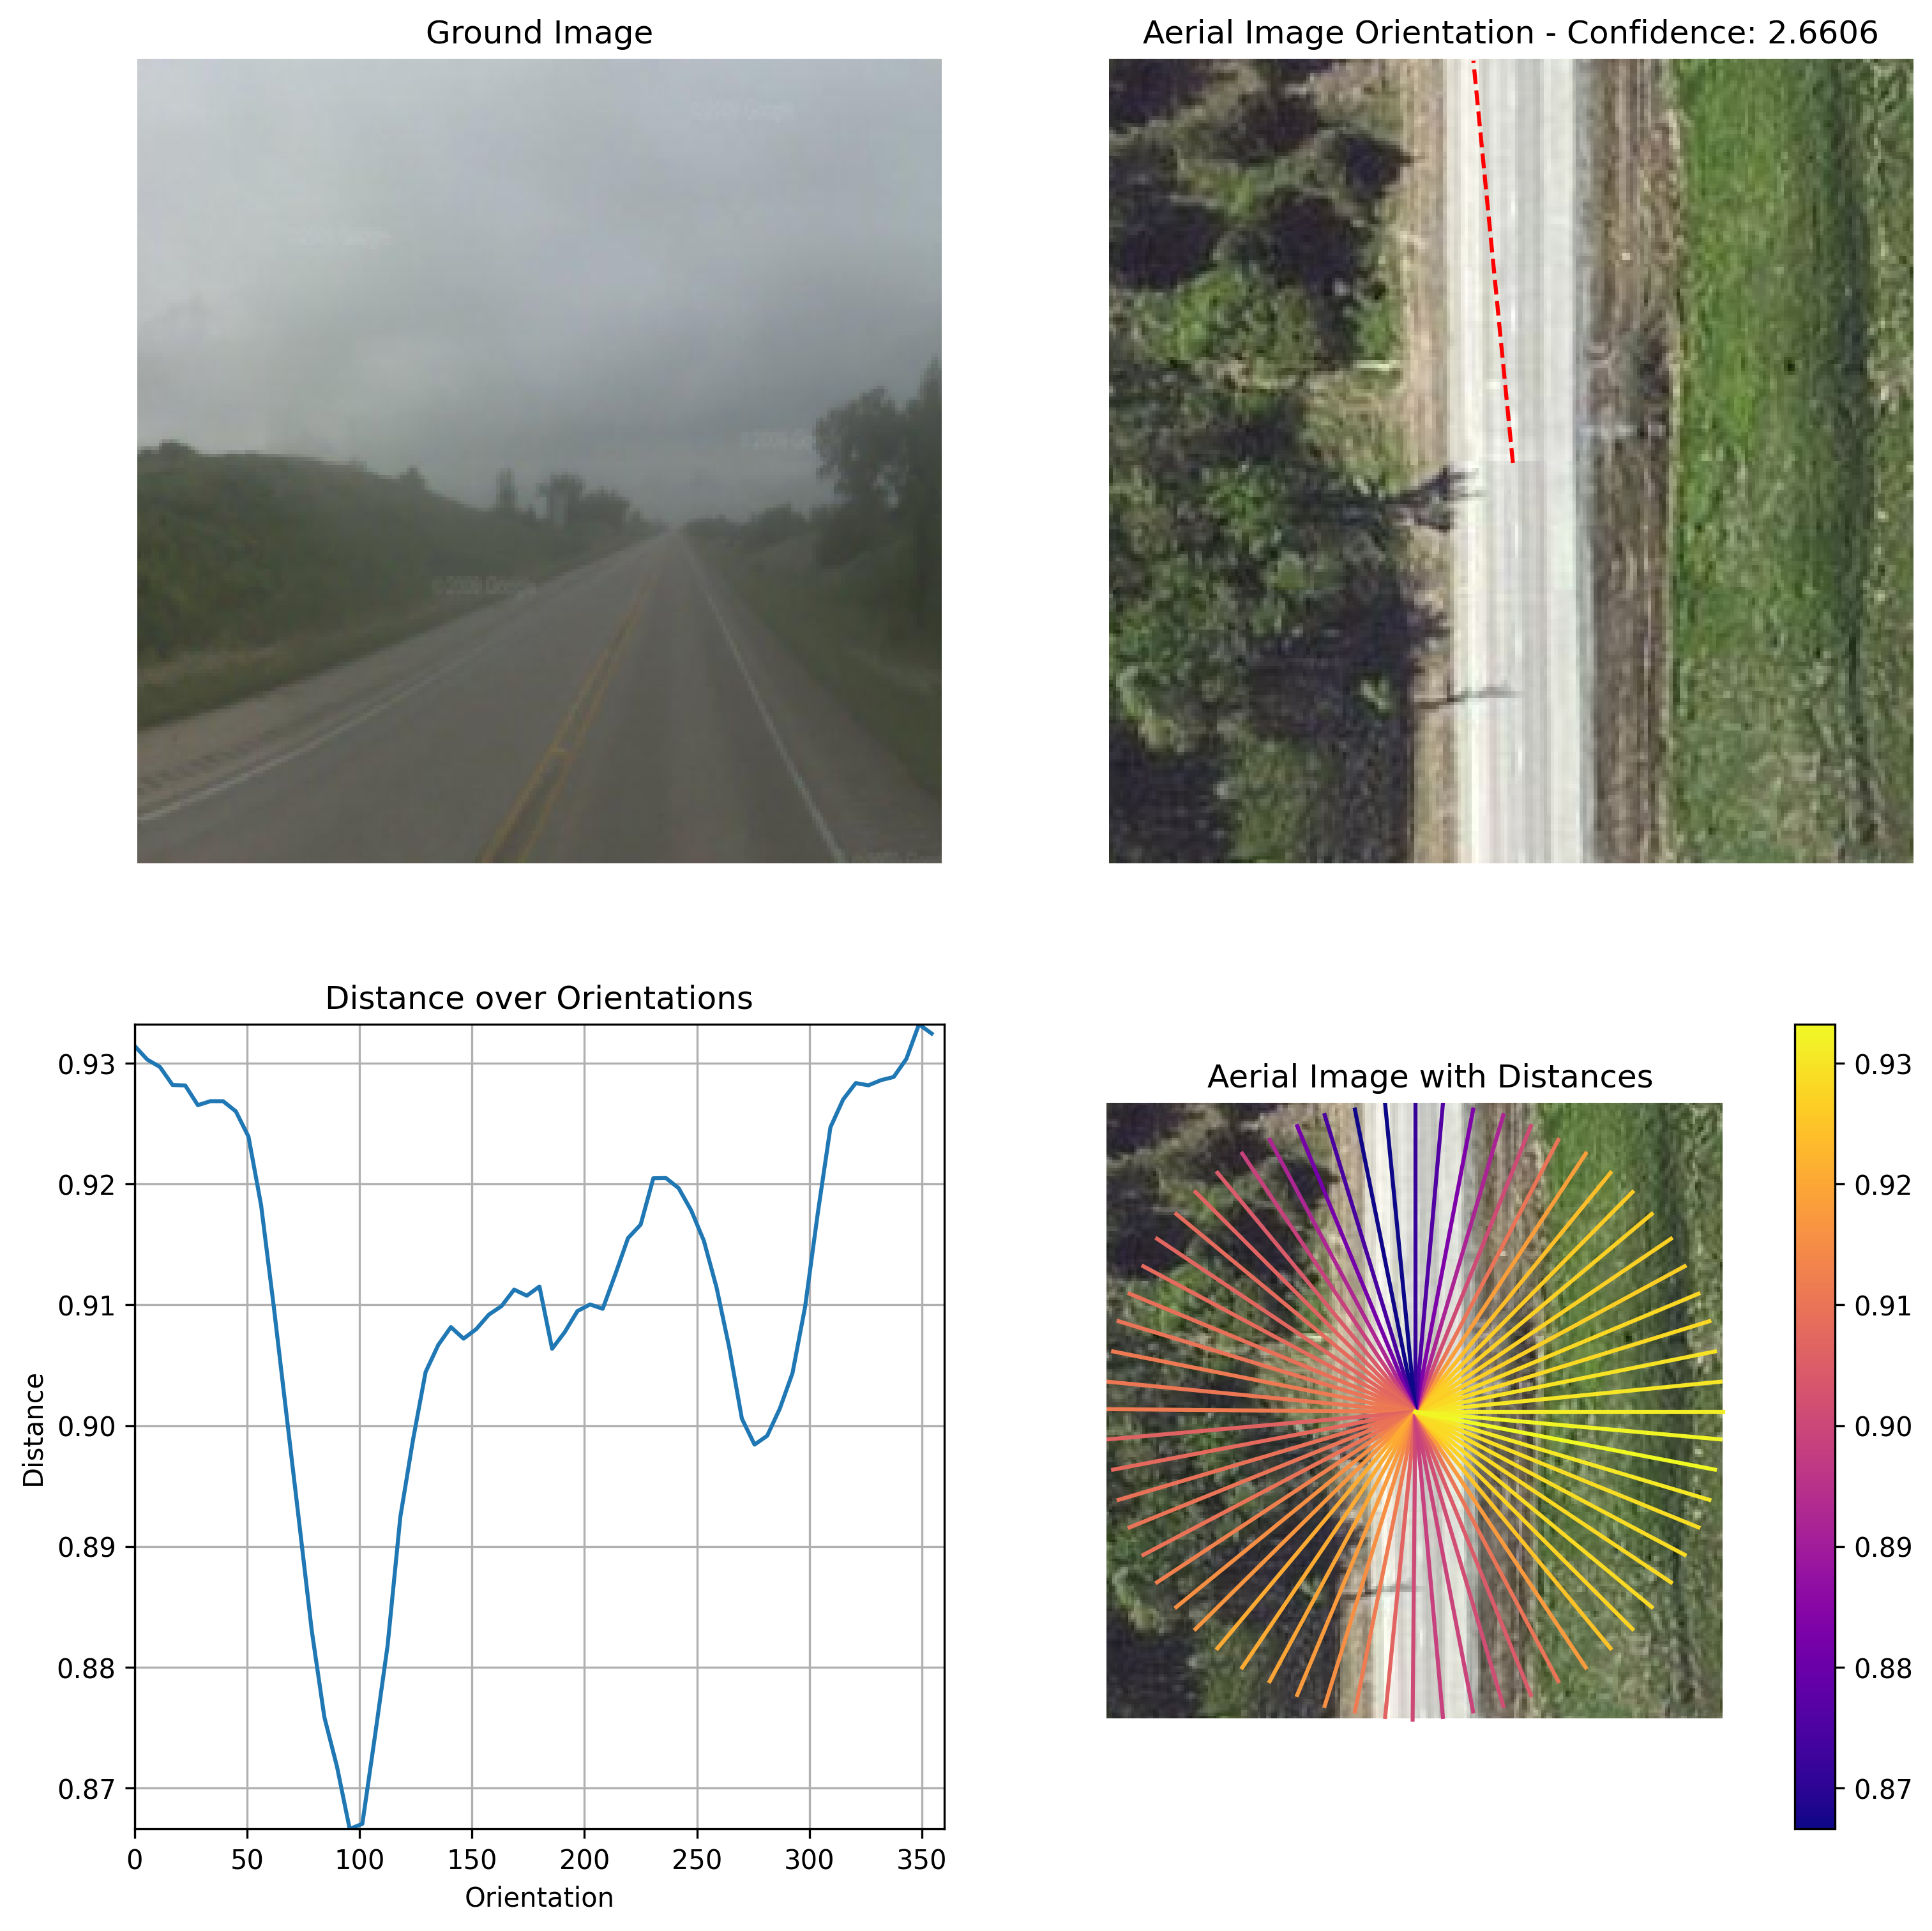 Ground Image
© 2009 Google
Aerial Image Orientation - Confidence: 2.6606
Distance over Orientations
0.93
0.92
0.91
0.90
0.89
0.88
0.87
Distance
0 50 100 150 200 250 300 350
Orientation
Aerial Image with Distances
0.93
0.92
0.91
0.90
0.89
0.88
0.87